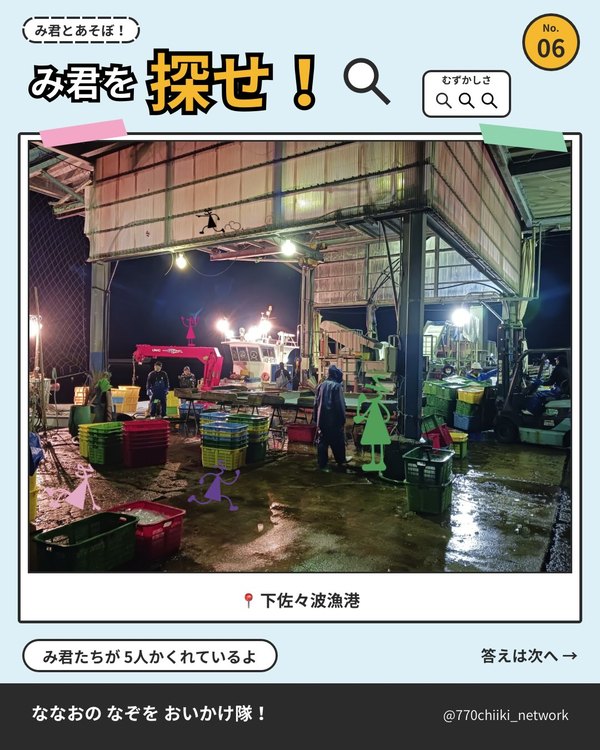 み君とあそぼ！
No.
06
み君を 探せ！
むずかしさ
下佐々波漁港
み君たちが 5人かくれているよ
答えは次へ →
ななおの なぞを おいかけ隊！
@770chiiki_network